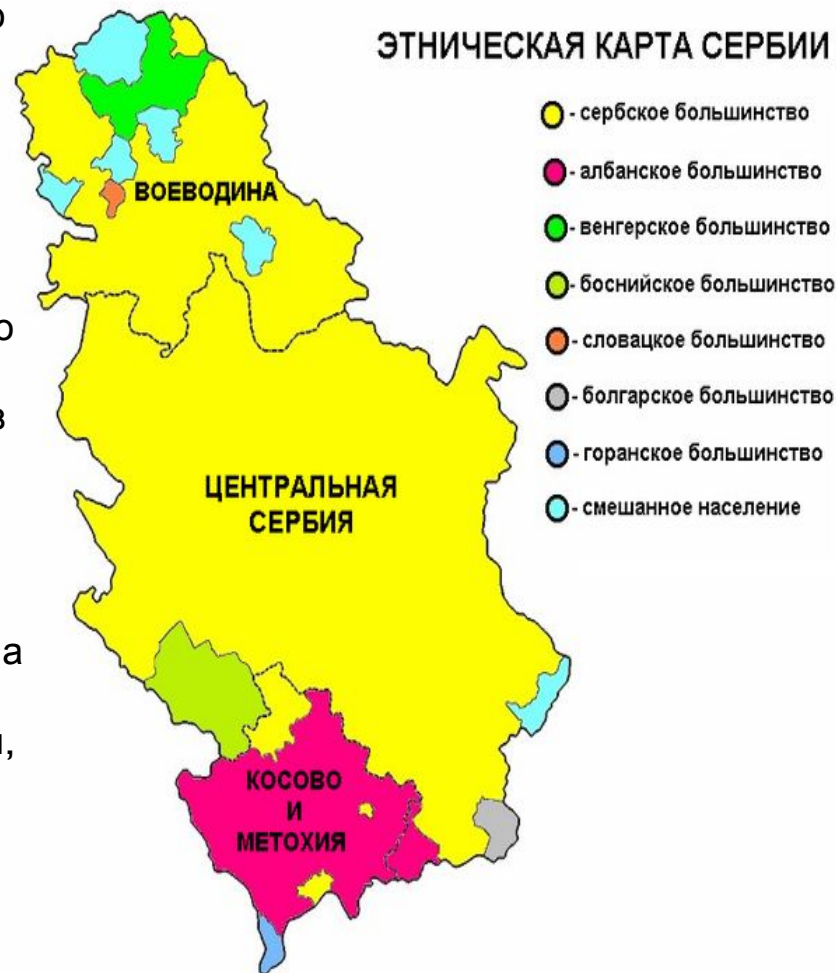 о
ЭТНИЧЕСКАЯ КАРТА СЕРБИИ
- сербское большинство
- албанское большинство
- венгерское большинство
- боснийское большинство
- словацкое большинство
- болгарское большинство
- горанское большинство
- смешанное население
ВОЕВОДИНА
о
в
ЦЕНТРАЛЬНАЯ
СЕРБИЯ
а
КОСОВО
И
МЕТОХИЯ